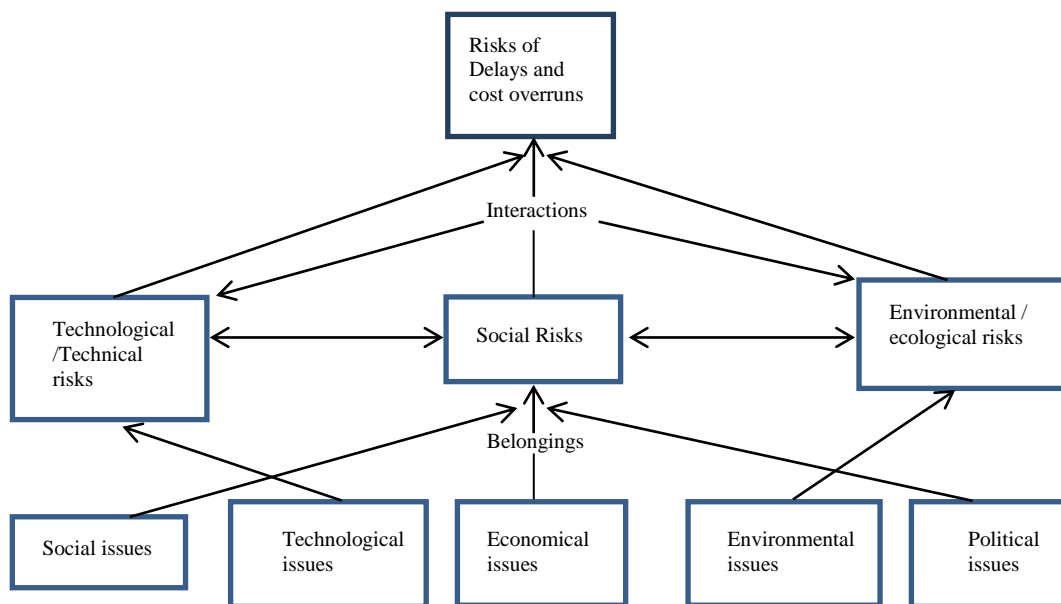 Risks of
Delays and
cost overruns
Interactions
Technological
/Technical
risks
Social Risks
Environmental /
ecological risks
Belongings
Social issues
Technological
issues
Economical
issues
Environmental
issues
Political
issues